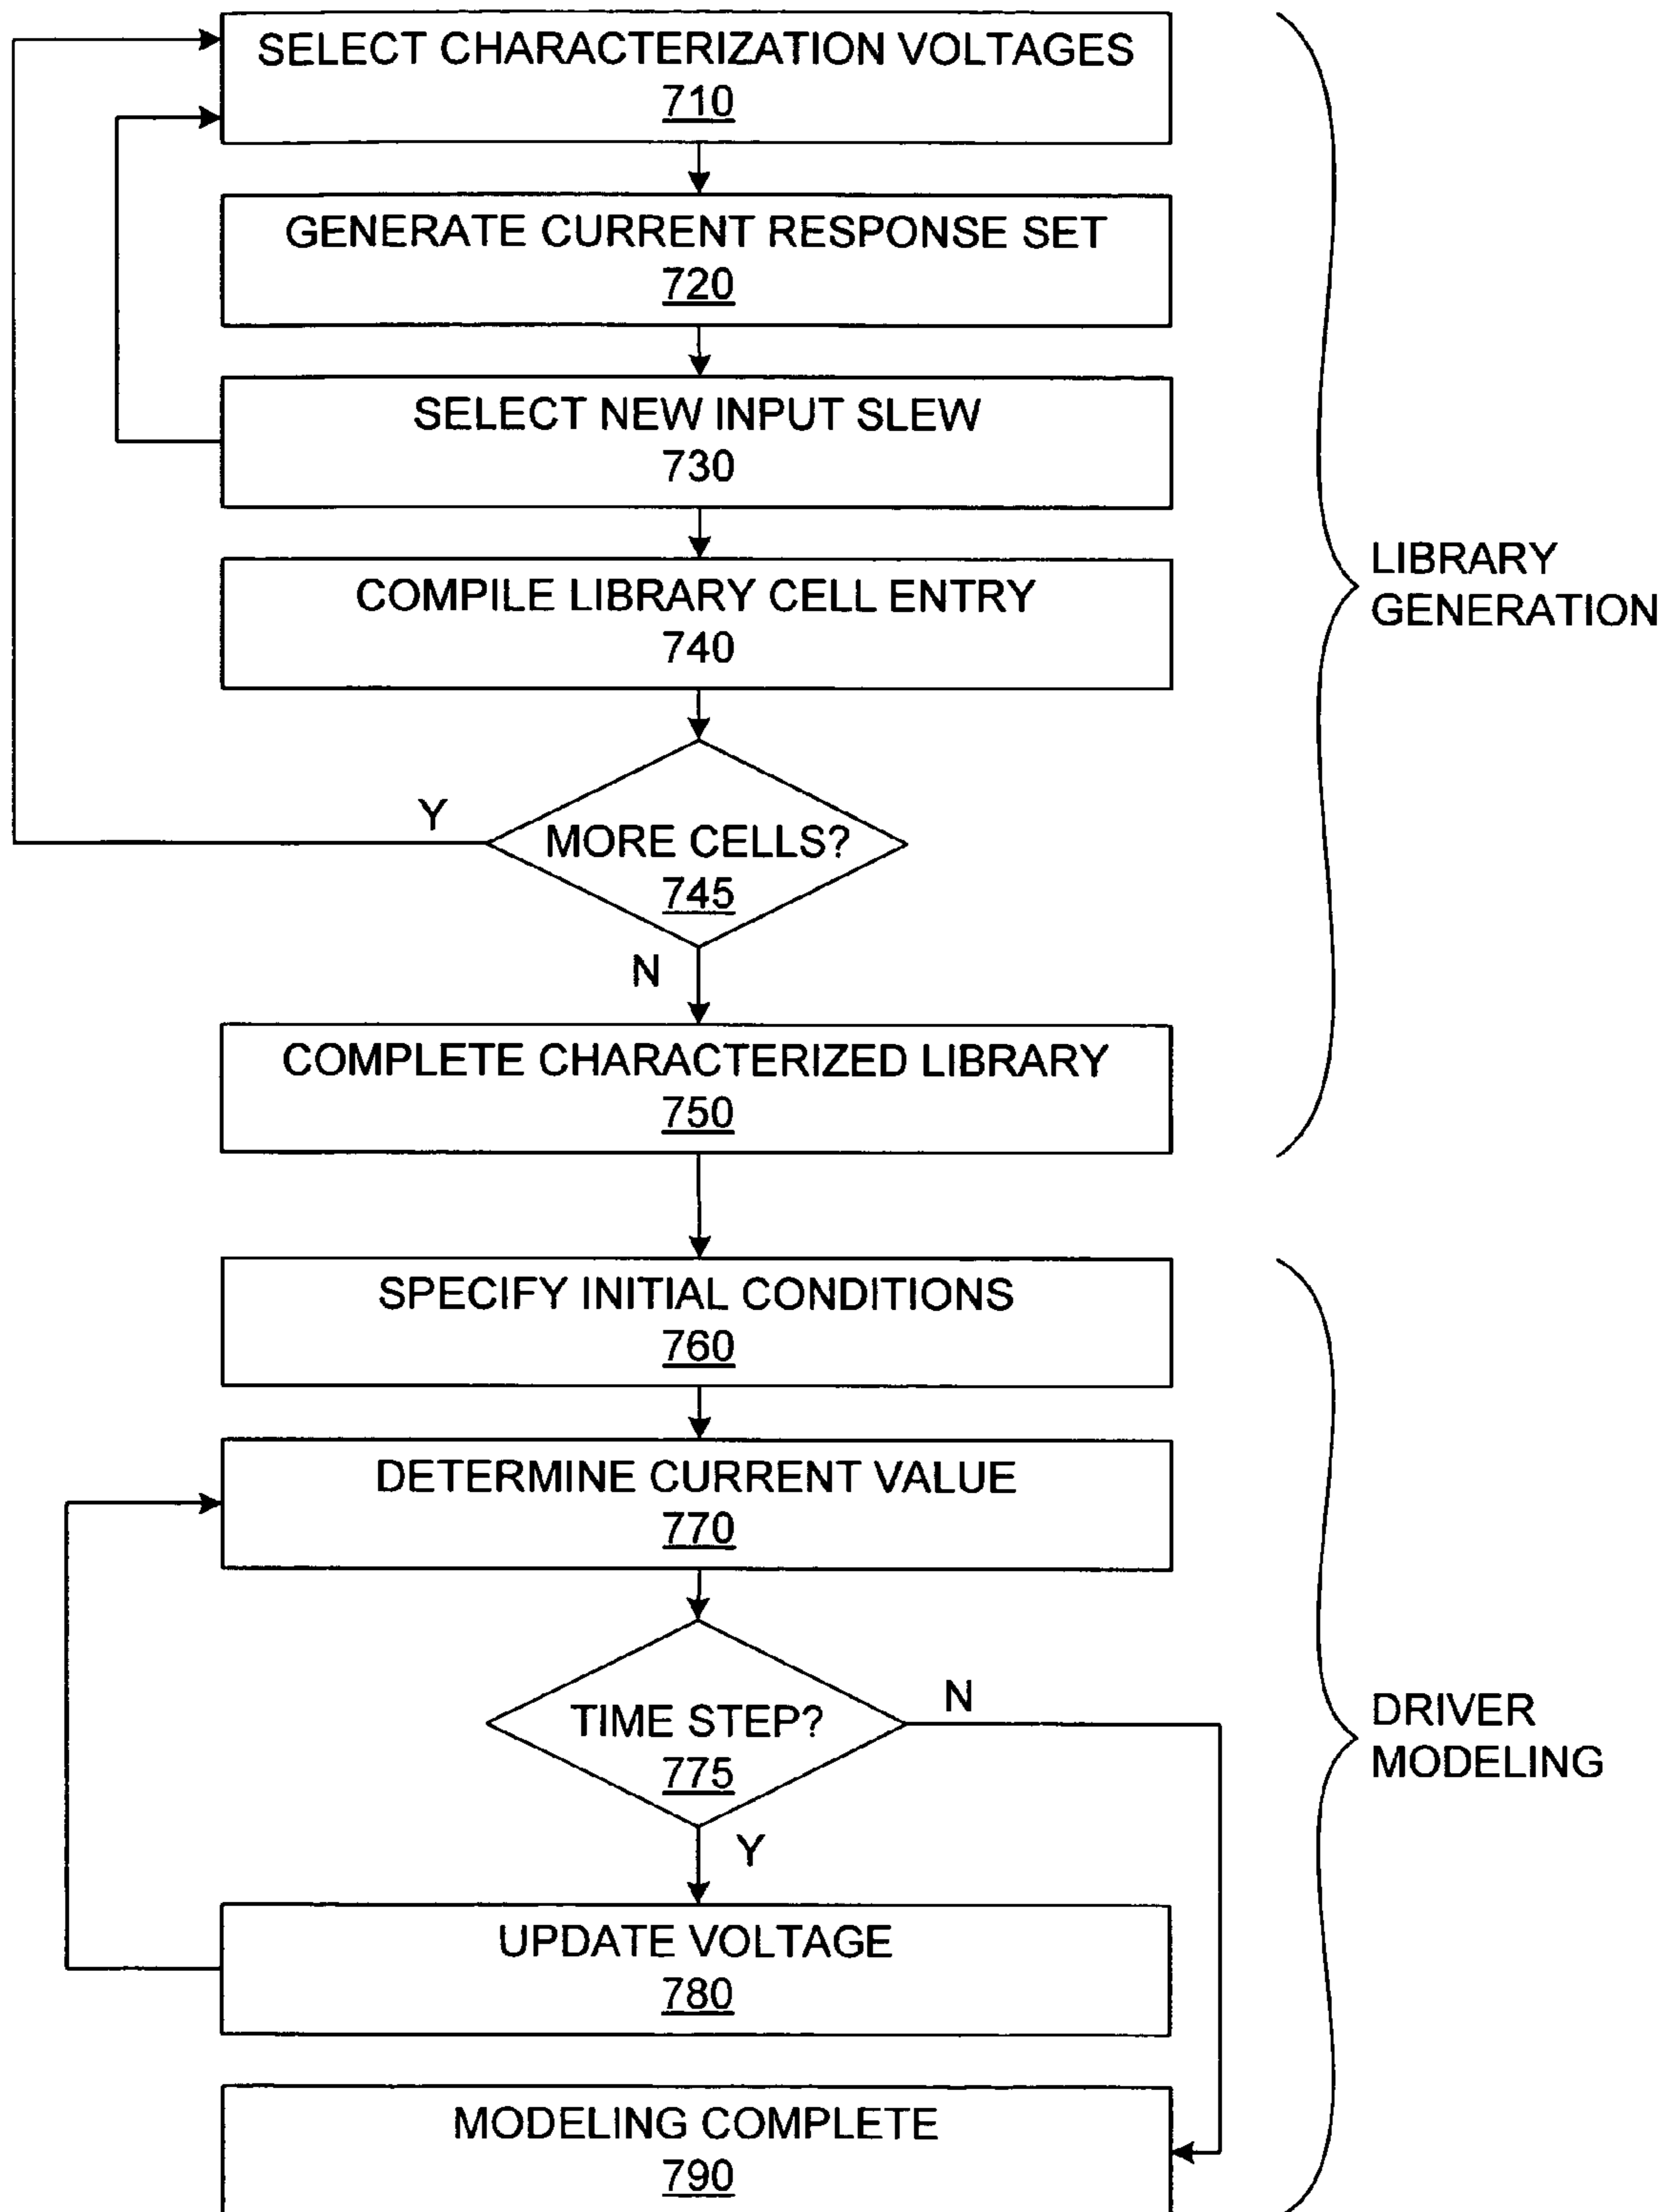 SELECT CHARACTERIZATION VOLTAGES
710
GENERATE CURRENT RESPONSE SET
720
SELECT NEW INPUT SLEW
730
COMPILE LIBRARY CELL ENTRY
740
LIBRARY
GENERATION
Y
MORE CELLS?
745
N
COMPLETE CHARACTERIZED LIBRARY
750
SPECIFY INITIAL CONDITIONS
760
DETERMINE CURRENT VALUE
770
N
TIME STEP?
775
DRIVER
MODELING
Y
UPDATE VOLTAGE
780
MODELING COMPLETE
790